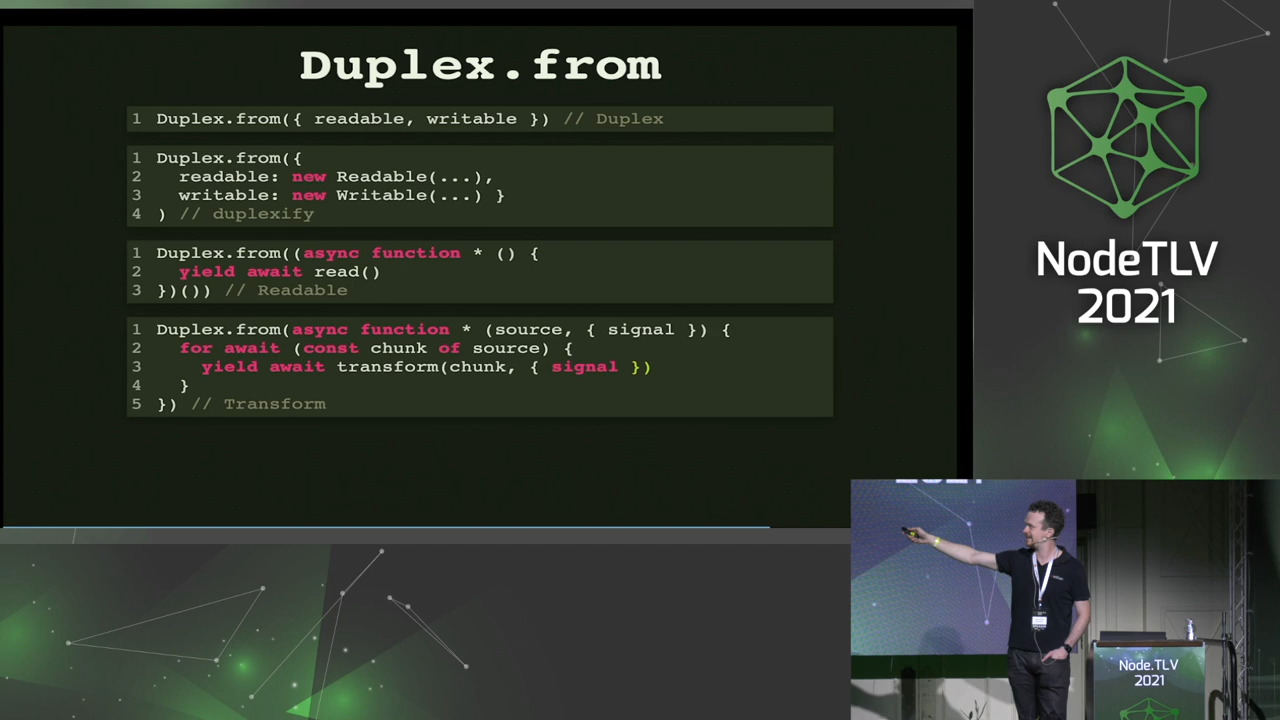 Duplex.from
1 Duplex.from({ readable, writable }) // Duplex
1 Duplex.from({
2 readable: new Readable(...),
3 writable: new Writable(...) }
4 ) // duplexify
1 Duplex.from((async function * () {
2 yield await read()
3 })()) // Readable
1 Duplex.from(async function * (source, { signal }) {
2 for await (const chunk of source) {
3 yield await transform(chunk, { signal })
4 }
5 }) // Transform
NodeTLV
2021
2021
Node.TLV
2021